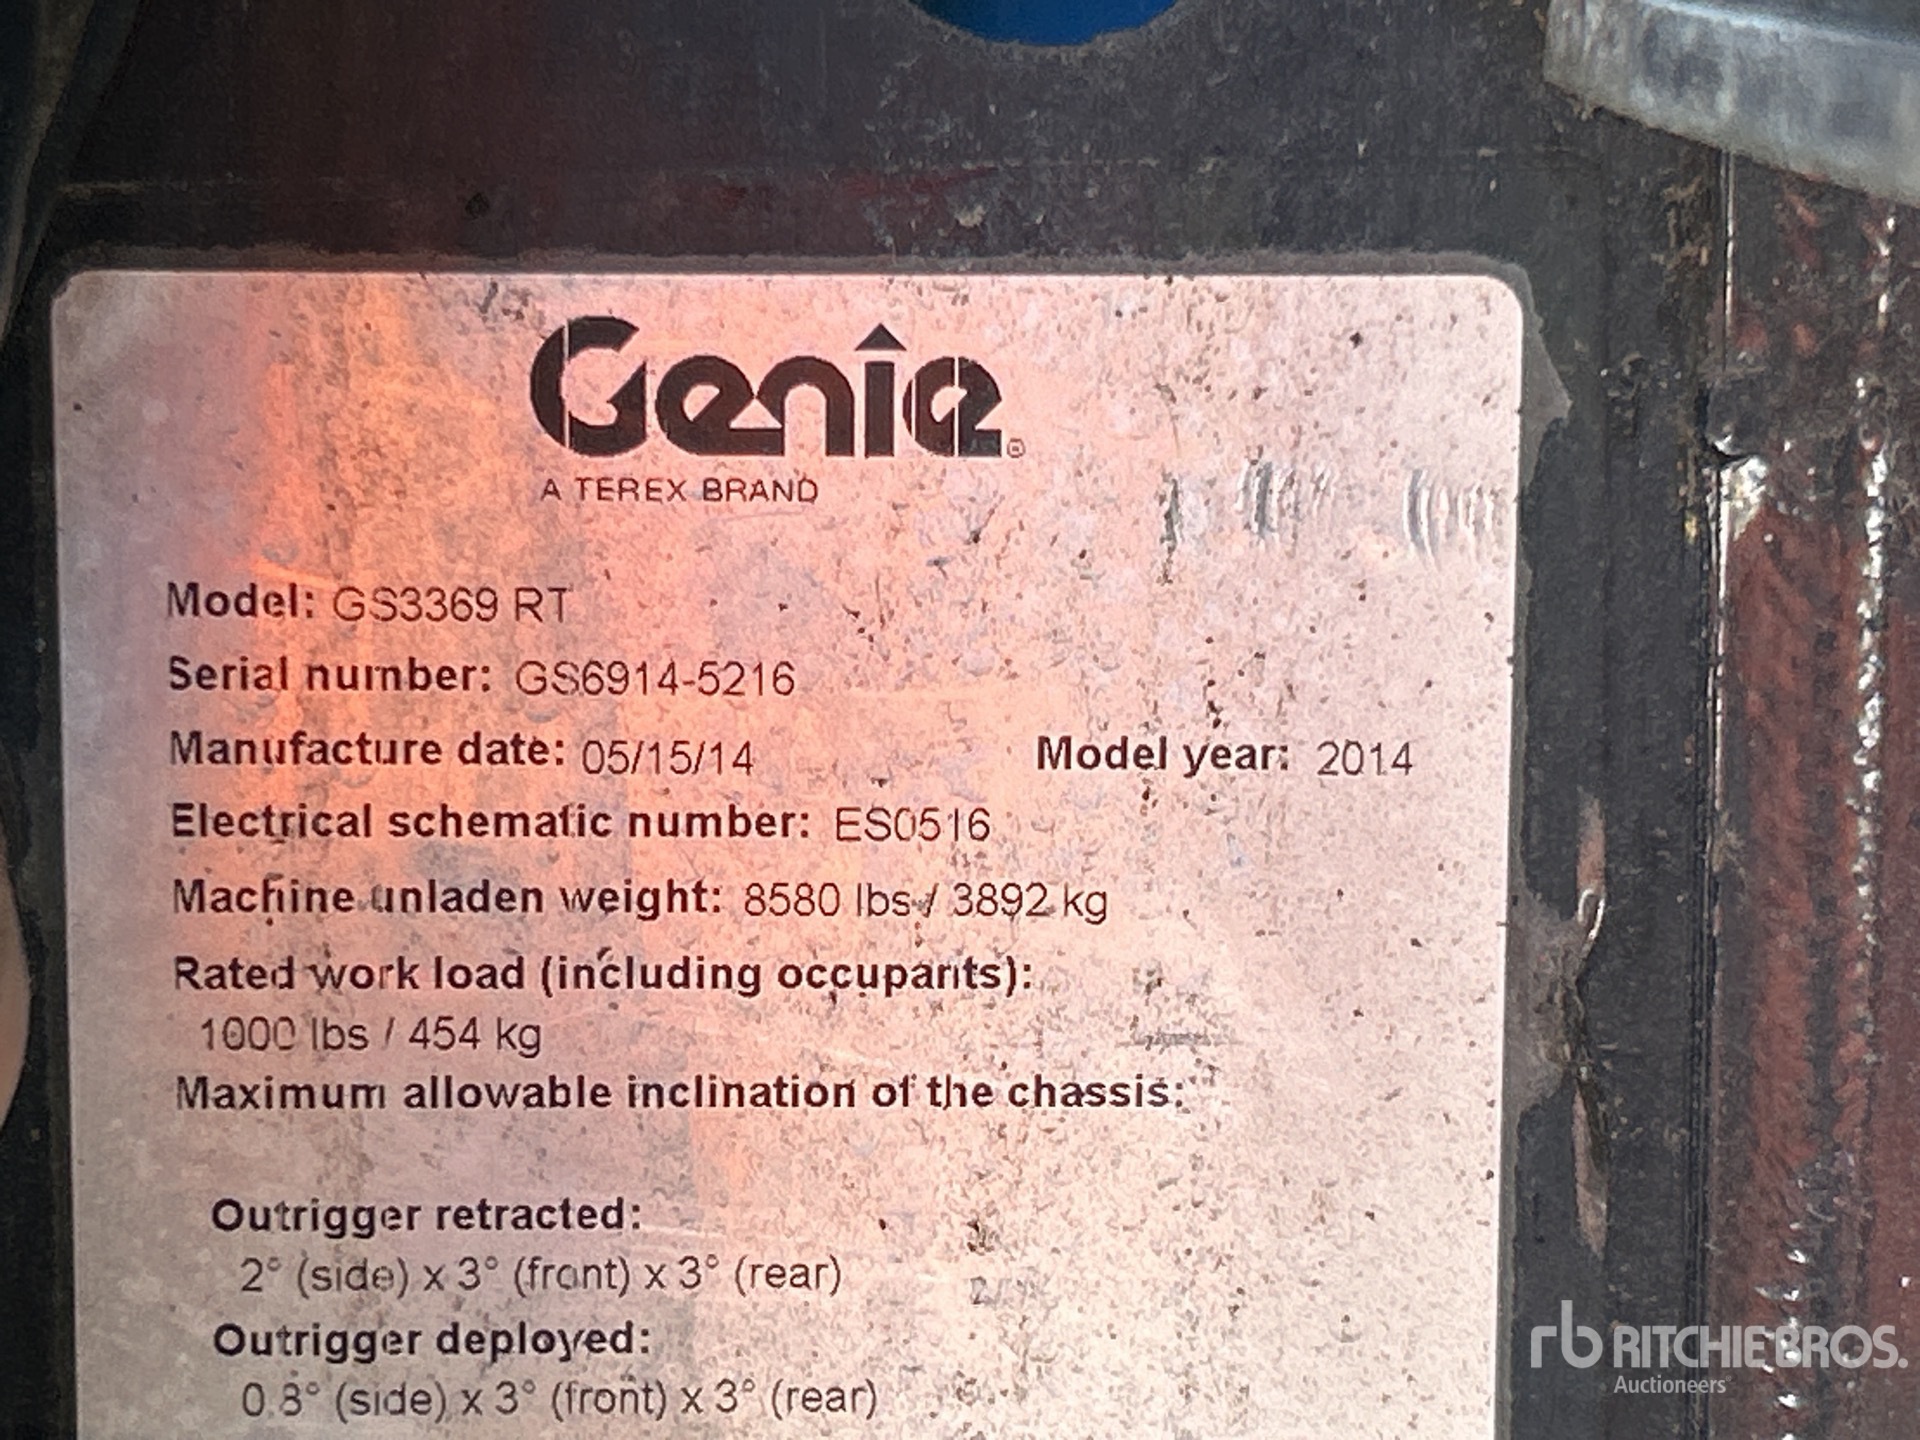 Genie®
A TEREX BRAND
Model: GS3369 RT
Serial number: GS6914-5216
Manufacture date: 05/15/14 Model year: 2014
Electrical schematic number: ES0516
Machine unladen weight: 8580 lbs / 3892 kg
Rated work load (including occupants):
1000 lbs / 454 kg
Maximum allowable inclination of the chassis:
Outrigger retracted:
2° (side) x 3° (front) x 3° (rear)
Outrigger deployed:
0.8° (side) x 3° (front) x 3° (rear)
rb RITCHIE BROS.
Auctioneers